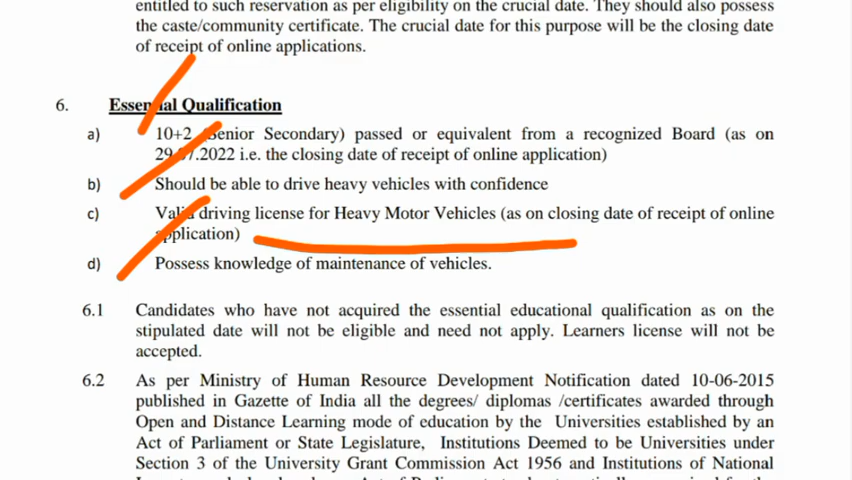 entitled to such reservation as per eligibility on the crucial date. They should also possess
the caste/community certificate. The crucial date for this purpose will be the closing date
of receipt of online applications.
6. Essential Qualification
a) 10+2 (Senior Secondary) passed or equivalent from a recognized Board (as on
29.07.2022 i.e. the closing date of receipt of online application)
b) Should be able to drive heavy vehicles with confidence
c) Valid driving license for Heavy Motor Vehicles (as on closing date of receipt of online
application)
d) Possess knowledge of maintenance of vehicles.
6.1 Candidates who have not acquired the essential educational qualification as on the
stipulated date will not be eligible and need not apply. Learners license will not be
accepted.
6.2 As per Ministry of Human Resource Development Notification dated 10-06-2015
published in Gazette of India all the degrees/ diplomas /certificates awarded through
Open and Distance Learning mode of education by the Universities established by an
Act of Parliament or State Legislature, Institutions Deemed to be Universities under
Section 3 of the University Grant Commission Act 1956 and Institutions of National